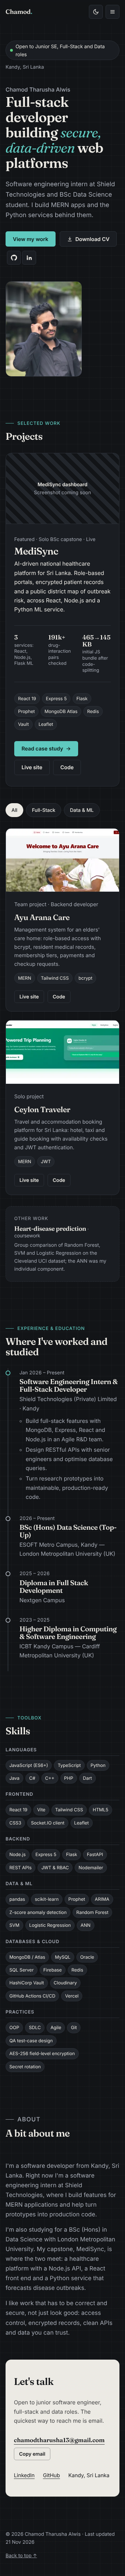 Chamod.
Open to Junior SE, Full-Stack and Data
roles
Kandy, Sri Lanka
Chamod Tharusha Alwis
Full-stack
developer
building secure,
data-driven web
platforms
Software engineering intern at Shield
Technologies and BSc Data Science
student. I build MERN apps and the
Python services behind them.
View my work
Download CV
SELECTED WORK
Projects
MediSync dashboard
Screenshot coming soon
Featured · Solo BSc capstone · Live
MediSync
AI-driven national healthcare
platform for Sri Lanka. Role-based
portals, encrypted patient records
and a public district map of outbreak
risk, across React, Node.js and a
Python ML service.
3
services:
React,
Node.js,
Flask ML
191k+
drug-
interaction
pairs
checked
465→145
KB
initial JS
bundle after
code-
splitting
React 19
Express 5
Flask
Prophet
MongoDB Atlas
Redis
Vault
Leaflet
Read case study →
Live site
Code
All
Full-Stack
Data & ML
Welcome to Ayu Arana Care
Team project · Backend developer
Ayu Arana Care
Management system for an elders'
care home: role-based access with
bcrypt, resident medical records,
membership tiers, payments and
checkup requests.
MERN
Tailwind CSS
bcrypt
Live site
Code
Powered Trip Planning
Solo project
Ceylon Traveler
Travel and accommodation booking
platform for Sri Lanka: hotel, taxi and
guide booking with availability checks
and JWT authentication.
MERN
JWT
Live site
Code
OTHER WORK
Heart-disease prediction
coursework
Group comparison of Random Forest,
SVM and Logistic Regression on the
Cleveland UCI dataset; the ANN was my
individual component.
EXPERIENCE & EDUCATION
Where I've worked and
studied
Jan 2026 – Present
Software Engineering Intern &
Full-Stack Developer
Shield Technologies (Private) Limited
· Kandy
Build full-stack features with
MongoDB, Express, React and
Node.js in an Agile R&D team.
Design RESTful APIs with senior
engineers and optimise database
queries.
Turn research prototypes into
maintainable, production-ready
code.
2026 – Present
BSc (Hons) Data Science (Top-
Up)
ESOFT Metro Campus, Kandy —
London Metropolitan University (UK)
2025 – 2026
Diploma in Full Stack
Development
Nextgen Campus
2023 – 2025
Higher Diploma in Computing
& Software Engineering
ICBT Kandy Campus — Cardiff
Metropolitan University (UK)
TOOLBOX
Skills
LANGUAGES
JavaScript (ES6+)
TypeScript
Python
Java
C#
C++
PHP
Dart
FRONTEND
React 19
Vite
Tailwind CSS
HTML5
CSS3
Socket.IO client
Leaflet
BACKEND
Node.js
Express 5
Flask
FastAPI
REST APIs
JWT & RBAC
Nodemailer
DATA & ML
pandas
scikit-learn
Prophet
ARIMA
Z-score anomaly detection
Random Forest
SVM
Logistic Regression
ANN
DATABASES & CLOUD
MongoDB / Atlas
MySQL
Oracle
SQL Server
Firebase
Redis
HashiCorp Vault
Cloudinary
GitHub Actions CI/CD
Vercel
PRACTICES
OOP
SDLC
Agile
Git
QA test-case design
AES-256 field-level encryption
Secret rotation
ABOUT
A bit about me
I'm a software developer from Kandy, Sri
Lanka. Right now I'm a software
engineering intern at Shield
Technologies, where I build features for
MERN applications and help turn
prototypes into production code.
I'm also studying for a BSc (Hons) in
Data Science with London Metropolitan
University. My capstone, MediSync, is
where the two meet: a healthcare
platform with a Node.js API, a React
front end and a Python service that
forecasts disease outbreaks.
I like work that has to be correct and
secure, not just look good: access
control, encrypted records, clean APIs
and data you can trust.
Let's talk
Open to junior software engineer,
full-stack and data roles. The
quickest way to reach me is email.
chamodtharusha15@gmail.com
Copy email
LinkedIn
GitHub
Kandy, Sri Lanka
© 2026 Chamod Tharusha Alwis · Last updated
21 Nov 2026
Back to top ↑